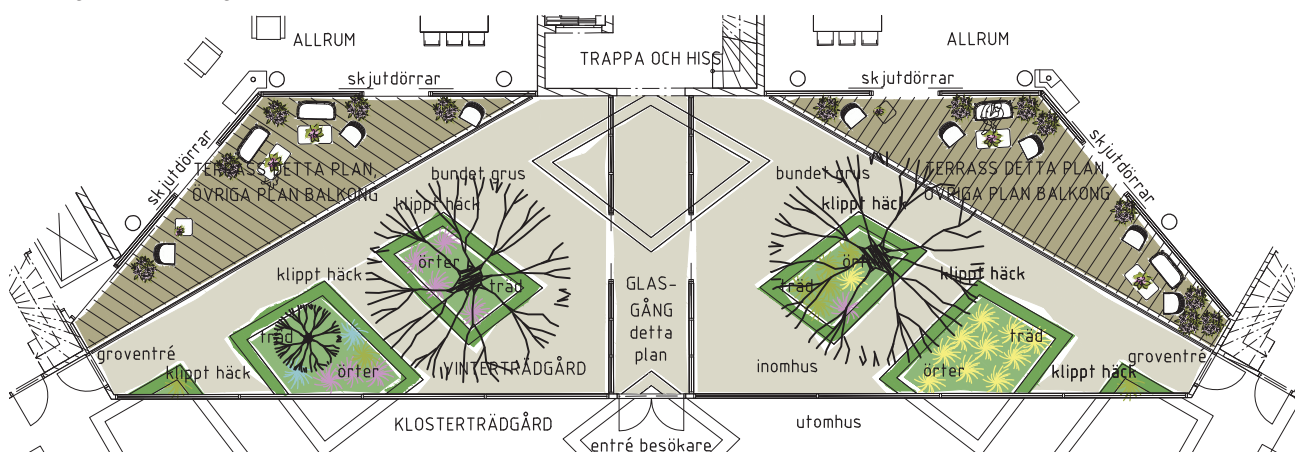 ALLRUM
TRAPPA OCH HISS
ALLRUM
skjutdörrar
skjutdörrar
skjutdörrar
skjutdörrar
TERRASS DETTA PLAN,
ÖVRIGA PLAN BALKONG
bundet grus
klippt häck
bundet grus
klippt häck
TERRASS DETTA PLAN,
ÖVRIGA PLAN BALKONG
klippt häck
örter
träd
GLAS-
GÅNG
detta
plan
örter
träd
klippt häck
groventré
träd
klippt häck
örter
VINTERTRÄDGÅRD
inomhus
träd
örter
klippt häck
groventré
KLOSTERTRÄDGÅRD
entré besökare
utomhus